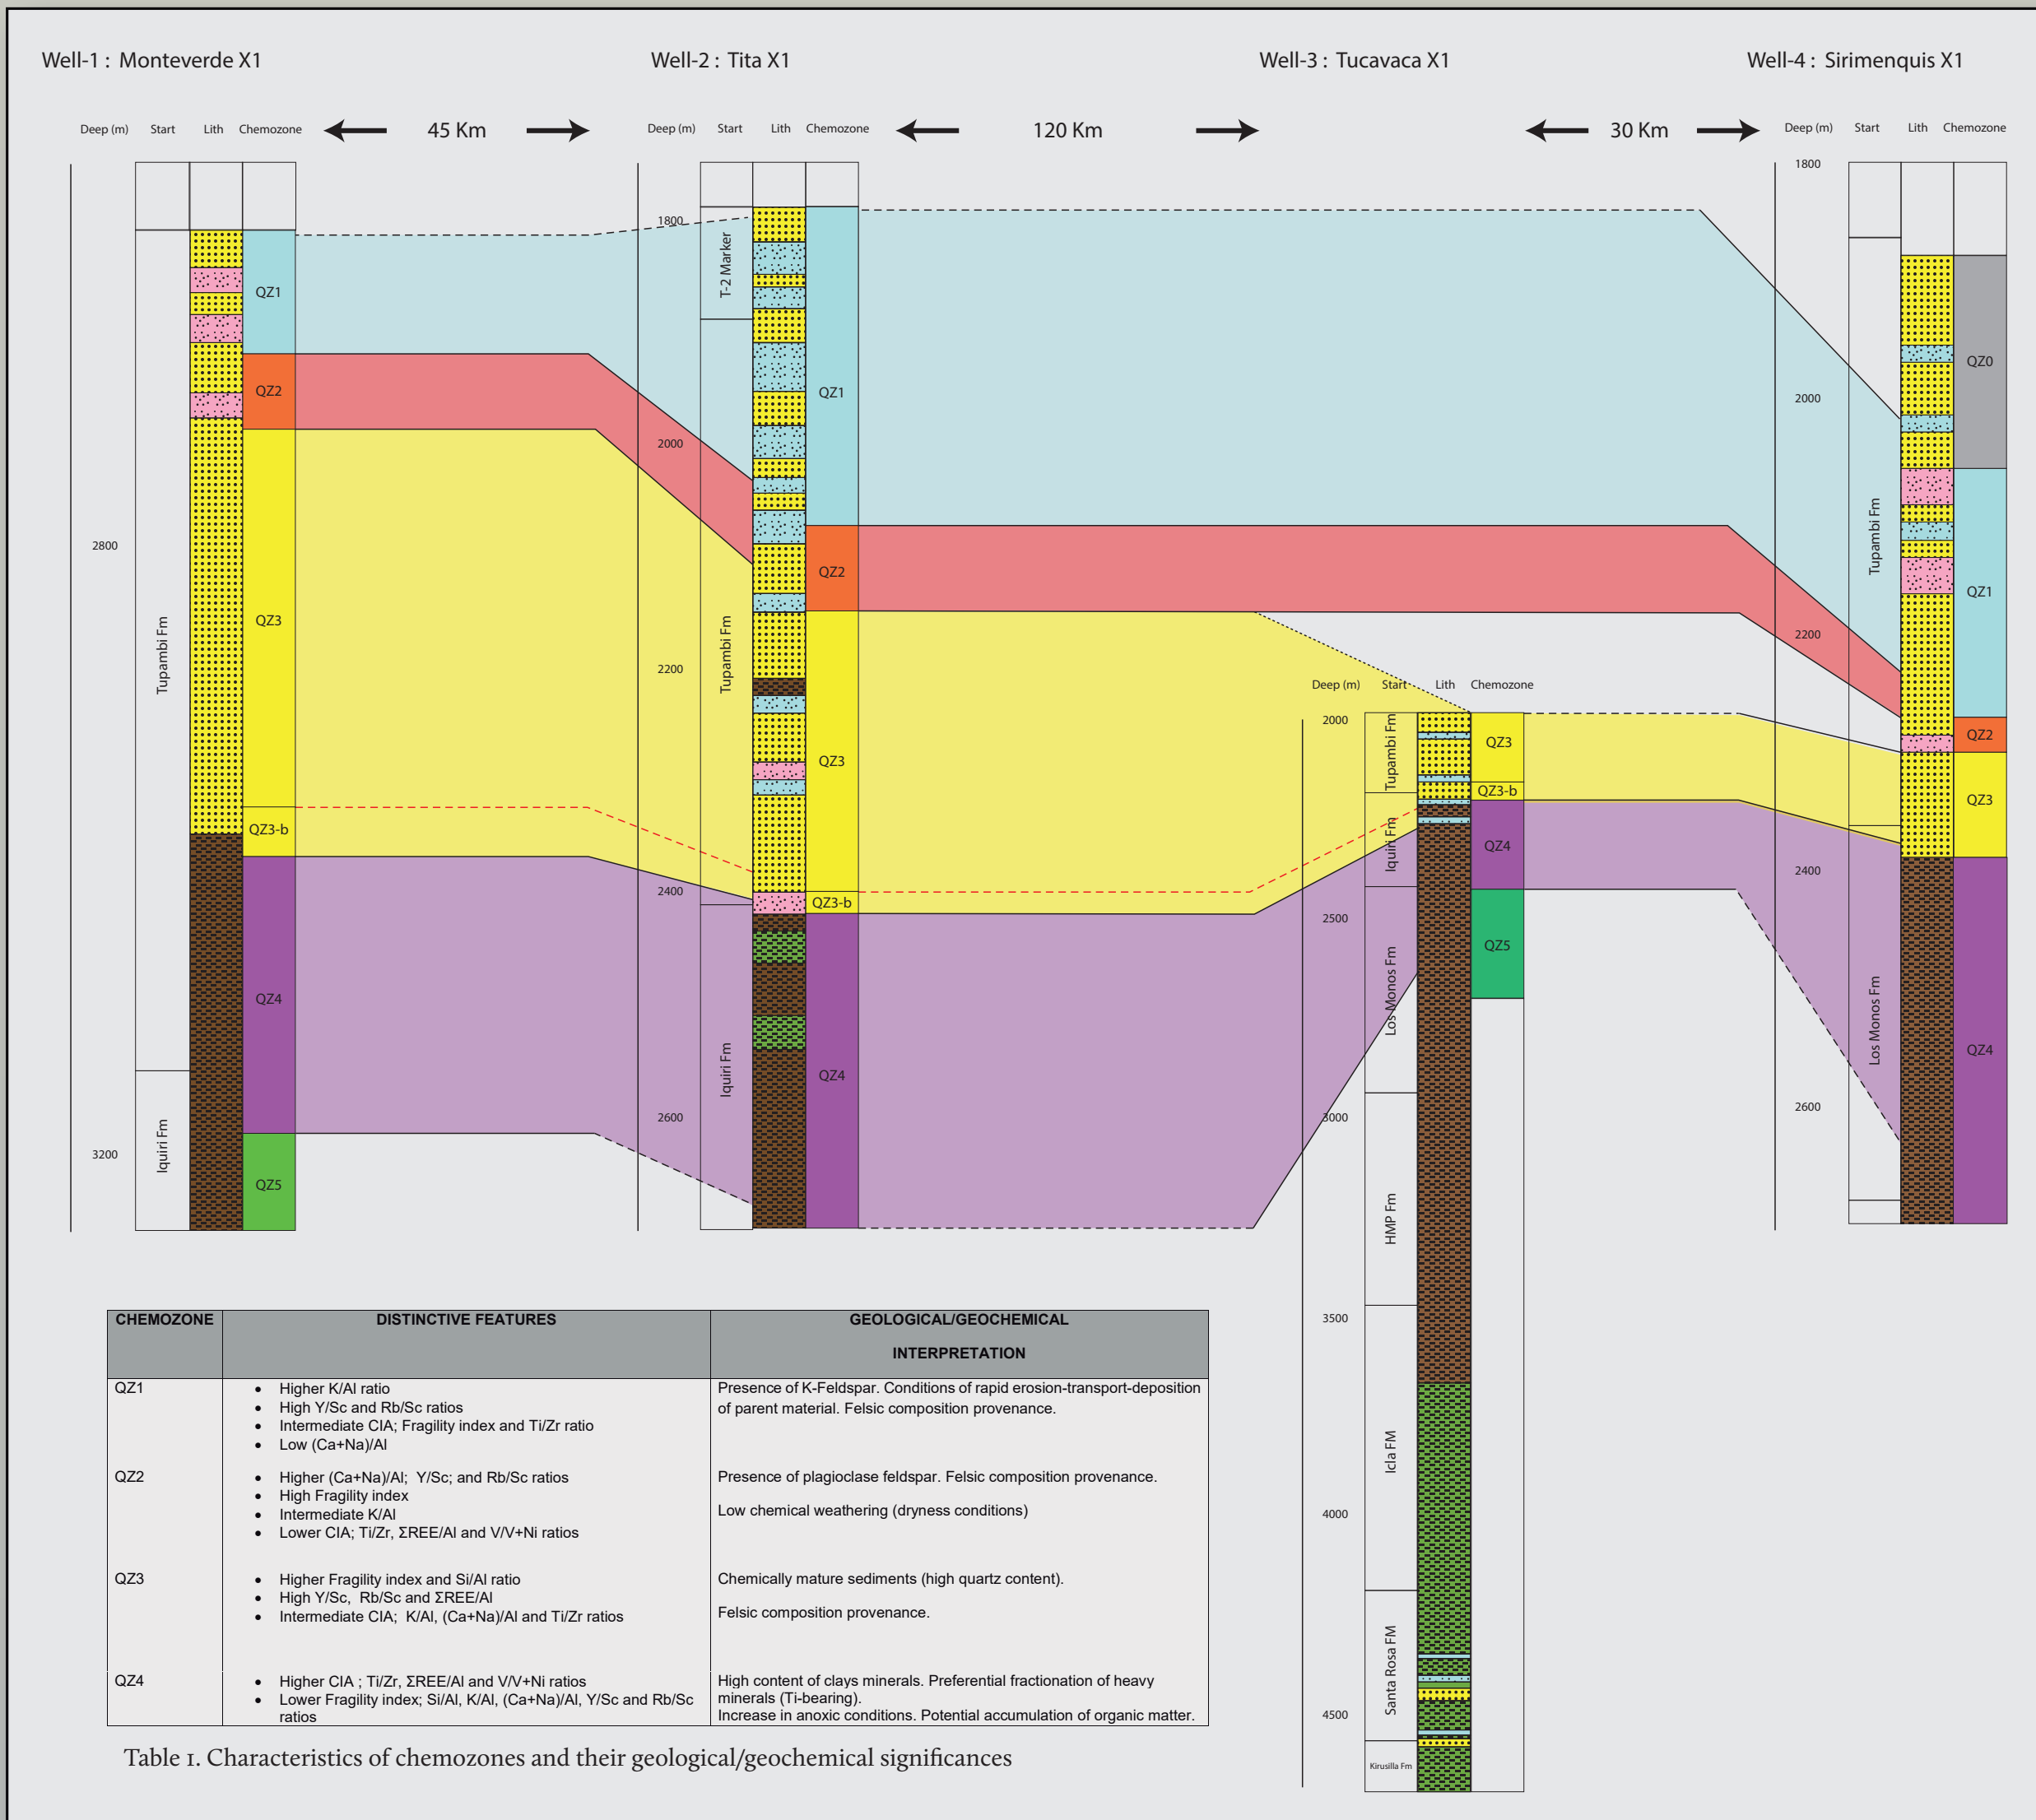 Well-1 : Monteverde X1
Well-2 : Tita X1
Well-3 : Tucavaca X1
Well-4 : Sirimenquis X1
Deep (m) Start Lith Chemozone
45 Km
Deep (m) Start Lith Chemozone
120 Km
30 Km
Deep (m) Start Lith Chemozone
2800
3200
Tupambi Fm
Iquiri Fm
QZ1
QZ2
QZ3
QZ3-b
QZ4
QZ5
1800
2000
2200
2400
2600
T-2 Marker
Tupambi Fm
Iquiri Fm
QZ1
QZ2
QZ3
QZ3-b
QZ4
Deep (m) Start Lith Chemozone
2000
2500
3000
3500
4000
4500
Tupambi Fm
Iquiri Fm
Los Monos Fm
HMP Fm
Icla FM
Santa Rosa FM
Kirusilla Fm
QZ3
QZ3-b
QZ4
QZ5
1800
2000
2200
2400
2600
Tupambi Fm
Los Monos Fm
QZ0
QZ1
QZ2
QZ3
QZ4
CHEMOZONE
DISTINCTIVE FEATURES
GEOLOGICAL/GEOCHEMICAL
INTERPRETATION
QZ1
• Higher K/Al ratio
• High Y/Sc and Rb/Sc ratios
• Intermediate CIA; Fragility index and Ti/Zr ratio
• Low (Ca+Na)/Al
Presence of K-Feldspar. Conditions of rapid erosion-transport-deposition
of parent material. Felsic composition provenance.
QZ2
• Higher (Ca+Na)/Al; Y/Sc; and Rb/Sc ratios
• High Fragility index
• Intermediate K/Al
• Lower CIA; Ti/Zr, ΣREE/Al and V/V+Ni ratios
Presence of plagioclase feldspar. Felsic composition provenance.
Low chemical weathering (dryness conditions)
QZ3
• Higher Fragility index and Si/Al ratio
• High Y/Sc, Rb/Sc and ΣREE/Al
• Intermediate CIA; K/Al, (Ca+Na)/Al and Ti/Zr ratios
Chemically mature sediments (high quartz content).
Felsic composition provenance.
QZ4
• Higher CIA ; Ti/Zr, ΣREE/Al and V/V+Ni ratios
• Lower Fragility index; Si/Al, K/Al, (Ca+Na)/Al, Y/Sc and Rb/Sc
ratios
High content of clays minerals. Preferential fractionation of heavy
minerals (Ti-bearing).
Increase in anoxic conditions. Potential accumulation of organic matter.
Table 1. Characteristics of chemozones and their geological/geochemical significances